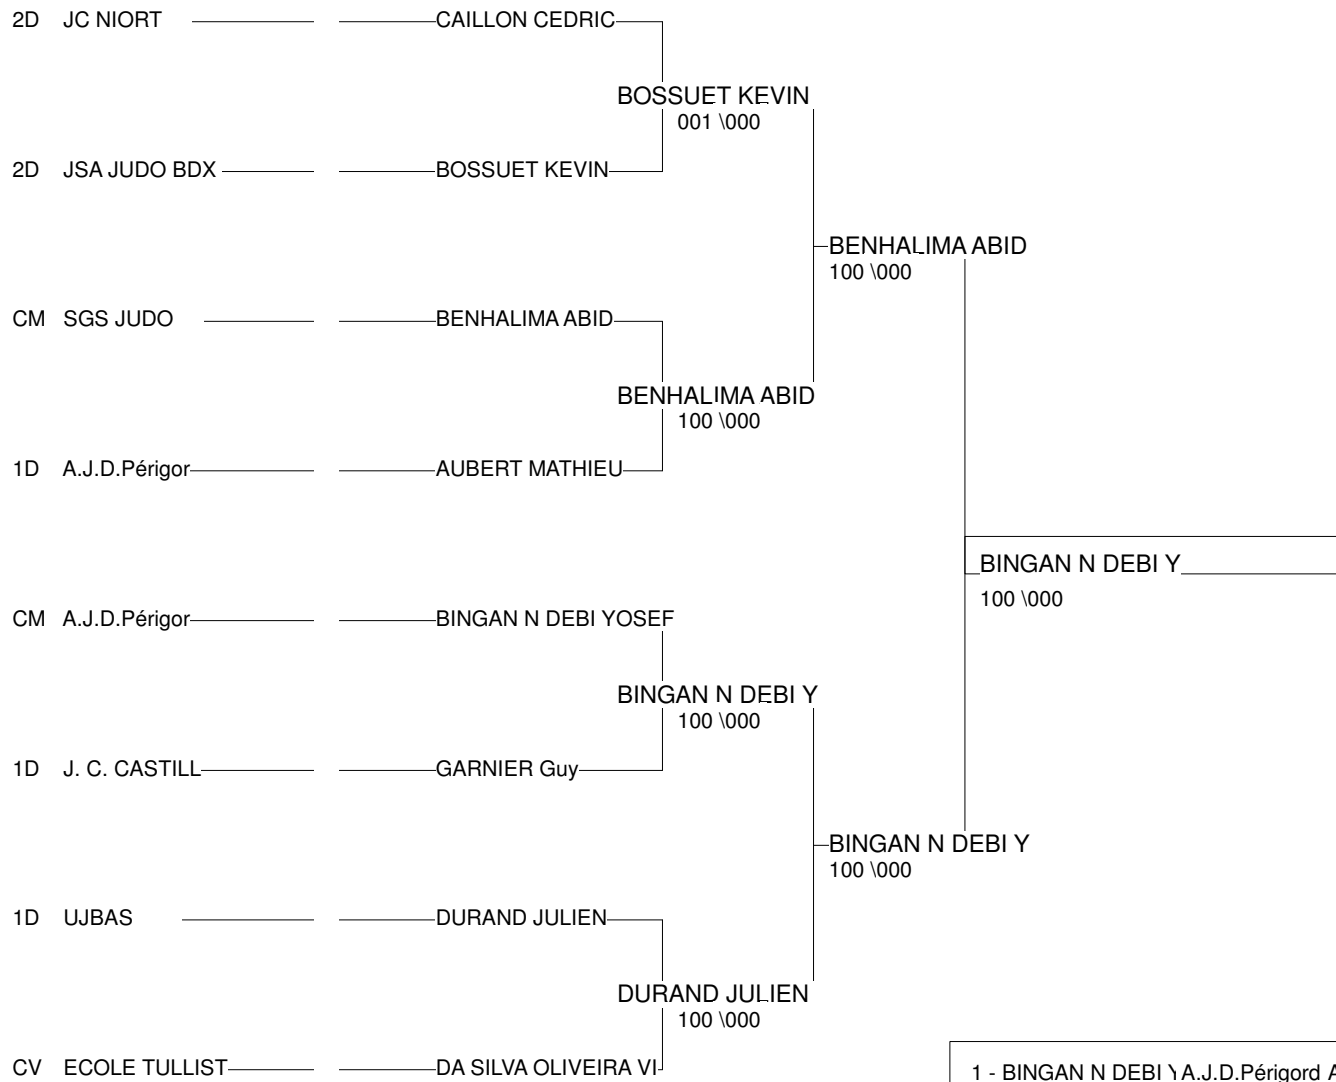 2D JC NIORT CAILLON CEDRIC
BOSSUET KEVIN
001 \000
2D JSA JUDO BDX BOSSUET KEVIN
BENHALIMA ABID
100 \000
CM SGS JUDO BENHALIMA ABID
BENHALIMA ABID
100 \000
1D A.J.D.Périgor AUBERT MATHIEU
BINGAN N DEBI Y
100 \000
CM A.J.D.Périgor BINGAN N DEBI YOSEF
BINGAN N DEBI Y
100 \000
1D J. C. CASTILL GARNIER Guy
BINGAN N DEBI Y
100 \000
1D UJBAS DURAND JULIEN
DURAND JULIEN
100 \000
CV ECOLE TULLIST DA SILVA OLIVEIRA VI
1 - BINGAN N DEBI Y A.J.D.Périgord A